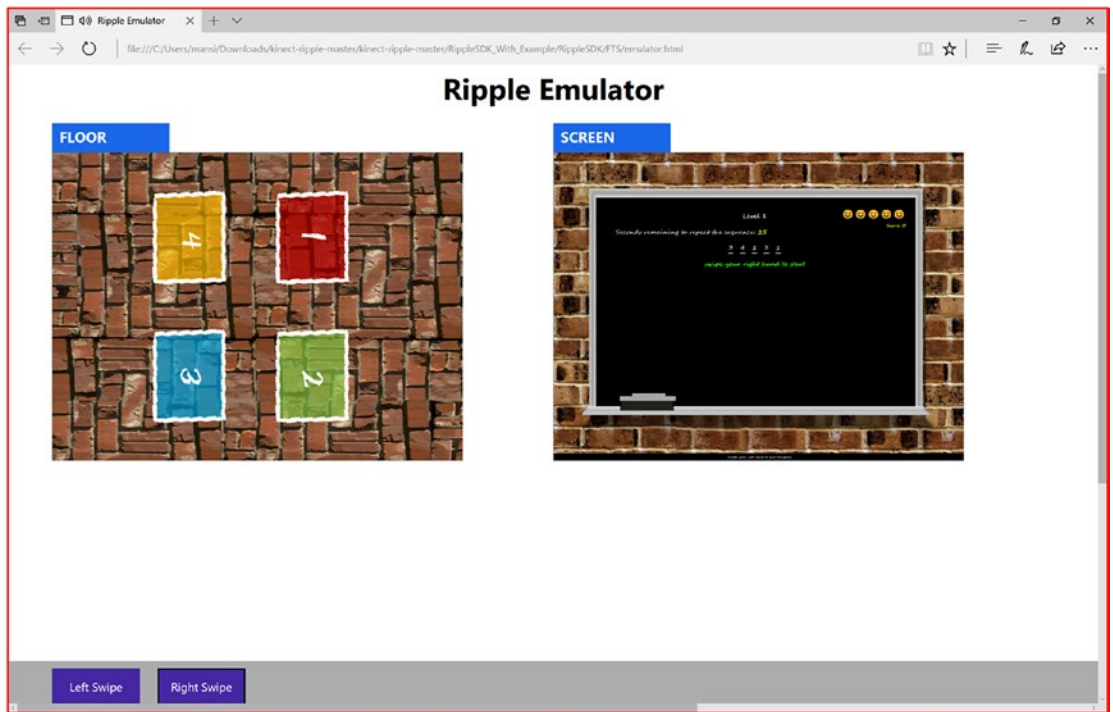 Ripple Emulator
file:///C:/Users/mansi/Downloads/kinect-ripple-master/kinect-ripple-master/RippleSDK_With_Example/RippleSDK/FTS/emulator.html
Ripple Emulator
FLOOR
4
1
3
2
SCREEN
Seconds remaining to repeat the sequence: 25
swipe your right hand to start
Left Swipe
Right Swipe